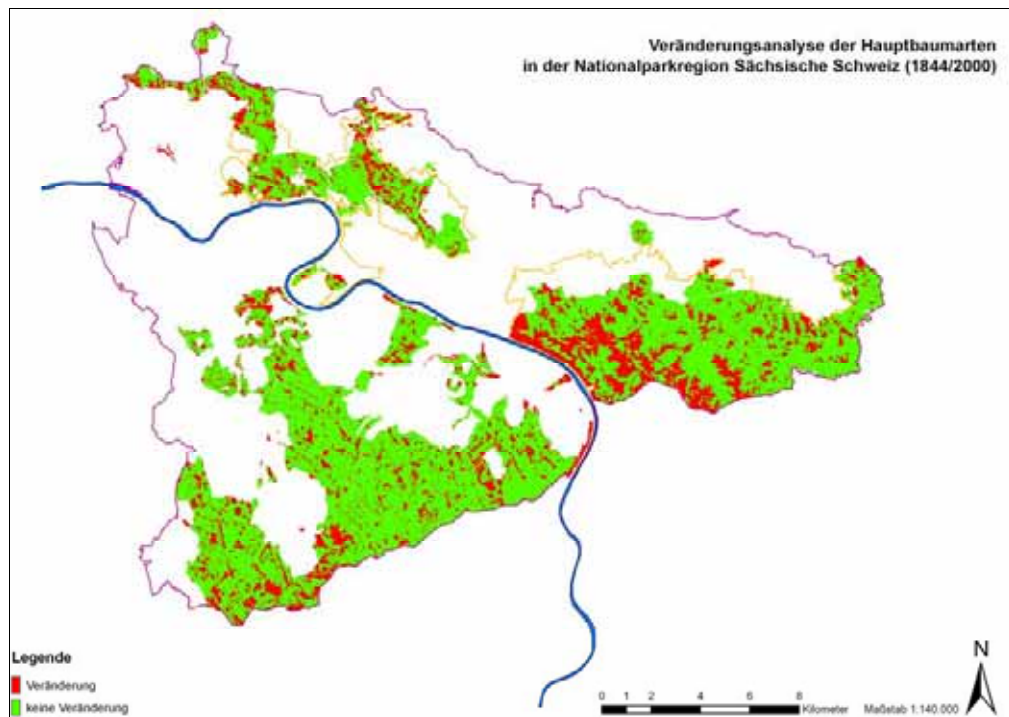 Veränderungsanalyse der Hauptbaumarten
in der Nationalparkregion Sächsische Schweiz (1844/2000)
Legende
Veränderung
keine Veränderung
N
0 1 2 4 6 8
Kilometer Maßstab 1:140.000